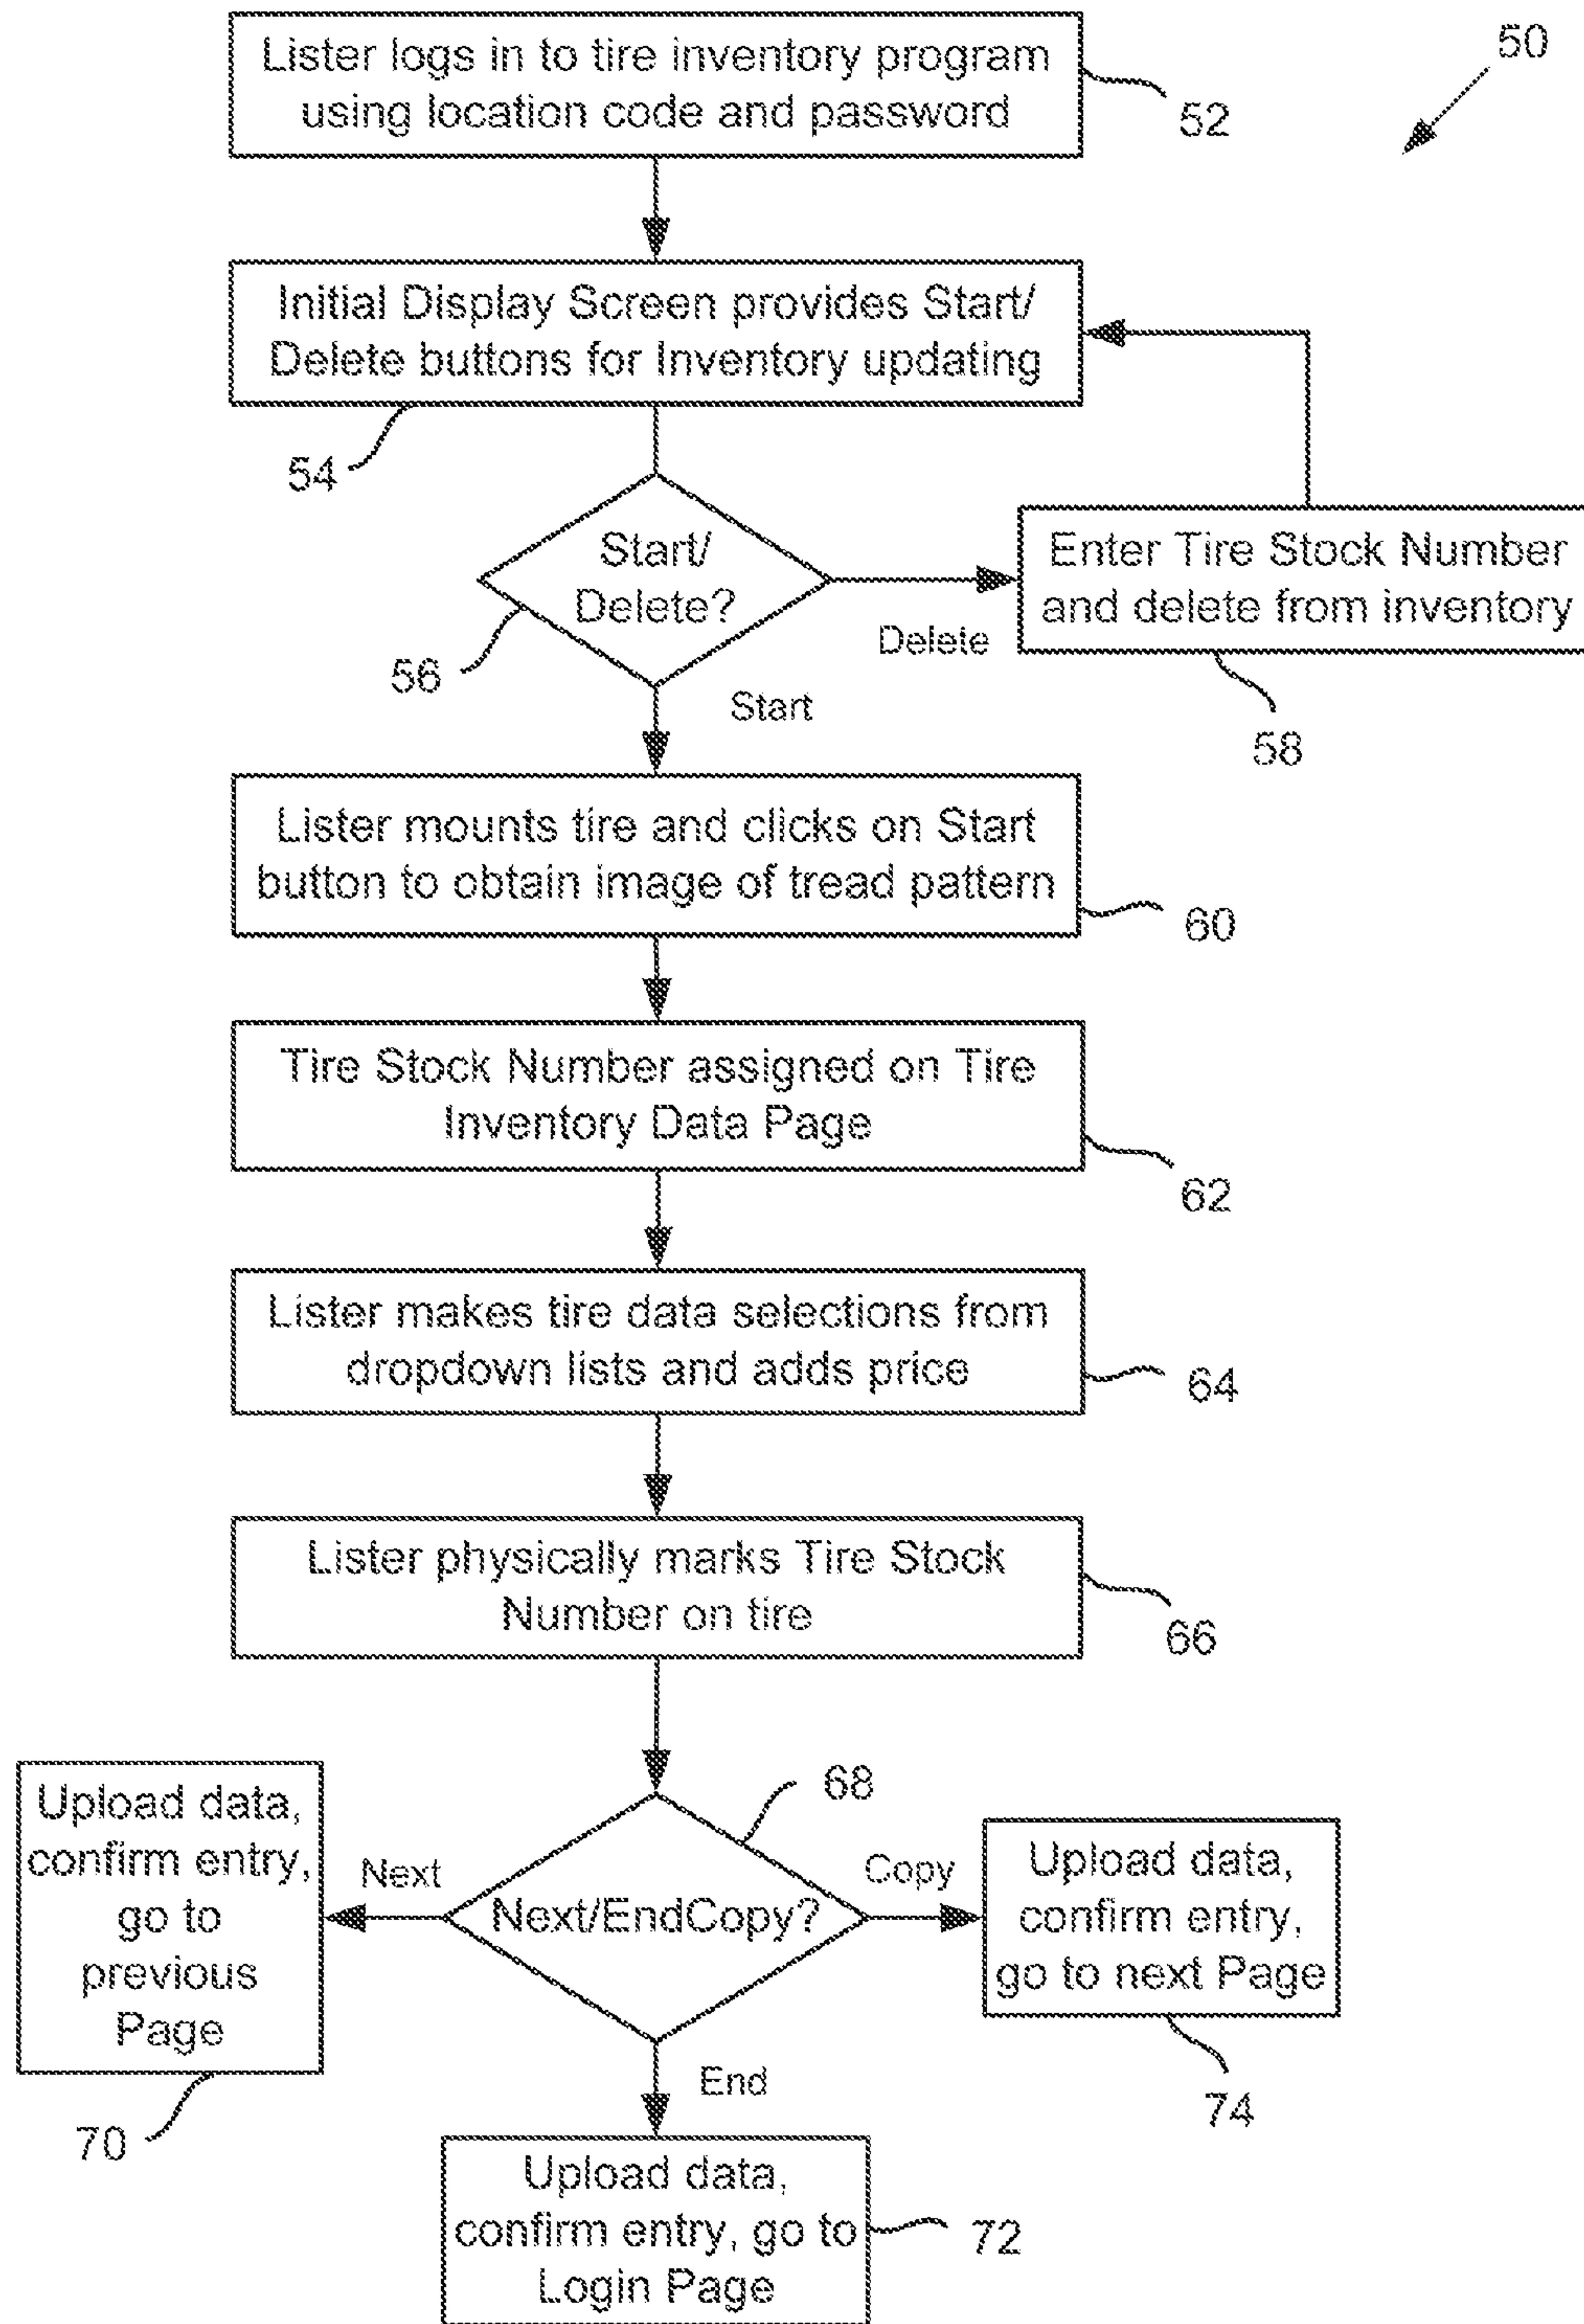 50
Lister logs in to tire inventory program
using location code and password
52
Initial Display Screen provides Start/
Delete buttons for Inventory updating
54
Start/
Delete?
56
Delete
Enter Tire Stock Number
and delete from inventory
58
Start
Lister mounts tire and clicks on Start
button to obtain image of tread pattern
60
Tire Stock Number assigned on Tire
Inventory Data Page
62
Lister makes tire data selections from
dropdown lists and adds price
64
Lister physically marks Tire Stock
Number on tire
66
68
Next/EndCopy?
Next
Upload data,
confirm entry,
go to
previous
Page
70
Copy
Upload data,
confirm entry,
go to next Page
74
End
Upload data,
confirm entry, go to
Login Page
72